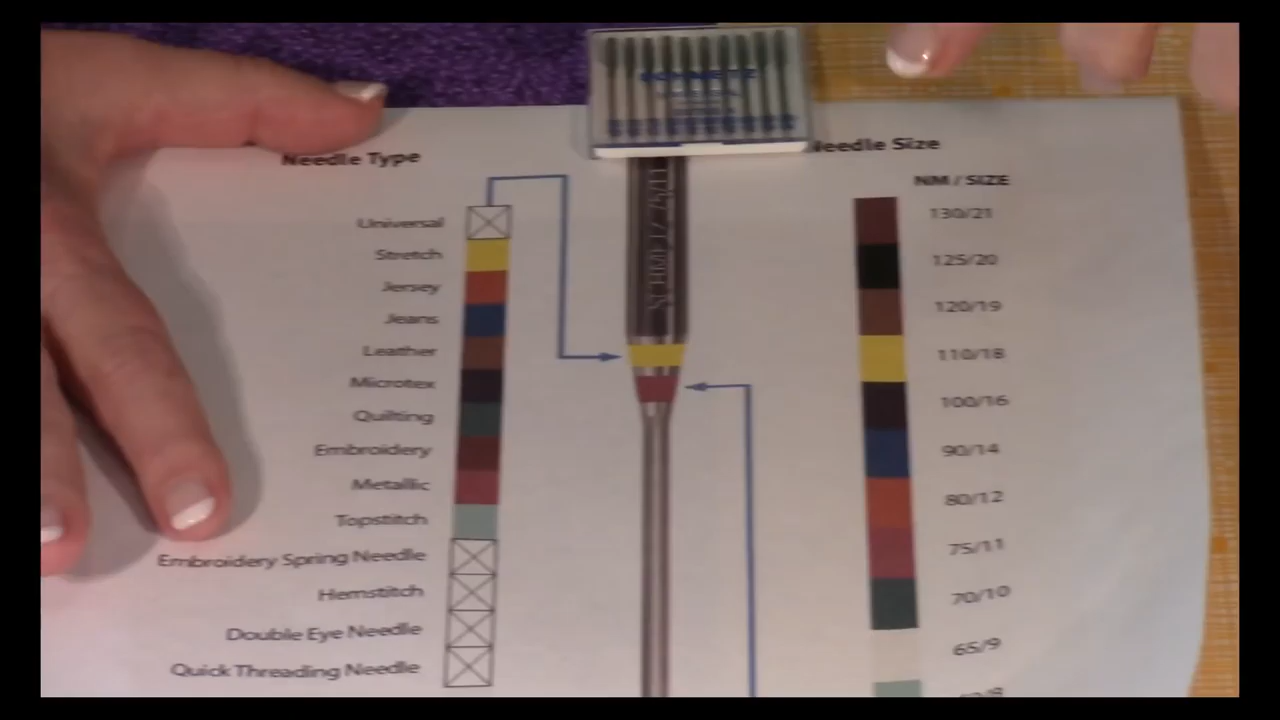 Needle Type
Universal
Stretch
Jersey
Jeans
Leather
Microtex
Quilting
Embroidery
Metallic
Topstitch
Embroidery Spring Needle
Hemstitch
Double Eye Needle
Quick Threading Needle
SCHMETZ
Needle Size
NM / SIZE
130/21
125/20
120/19
110/18
100/16
90/14
80/12
75/11
70/10
65/9